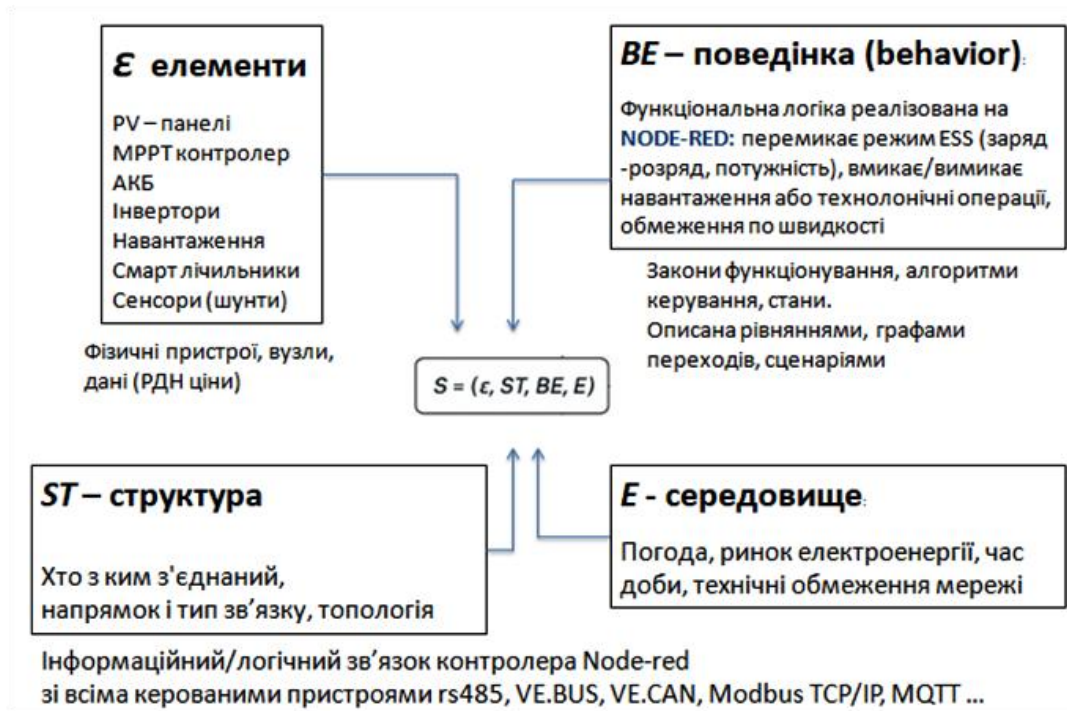 ε елементи
PV – панелі
МРРТ контролер
АКБ
Інвертори
Навантаження
Смарт лічильники
Сенсори (шунти)
Фізичні пристрої, вузли,
дані (РДН ціни)
BE – поведінка (behavior):
Функціональна логіка реалізована на
NODE-RED: перемикає режим ESS (заряд
-розряд, потужність), вмикає/вимикає
навантаження або технолонічні операції,
обмеження по швидкості
Закони функціонування, алгоритми
керування, стани.
Описана рівняннями, графами
переходів, сценаріями
S = (ε, ST, BE, E)
ST – структура
Хто з ким з'єднаний,
напрямок і тип зв’язку, топологія
E - середовище:
Погода, ринок електроенергії, час
доби, технічні обмеження мережі
Інформаційний/логічний зв’язок контролера Node-red
зі всіма керованими пристроями rs485, VE.BUS, VE.CAN, Modbus TCP/IP, MQTT ...